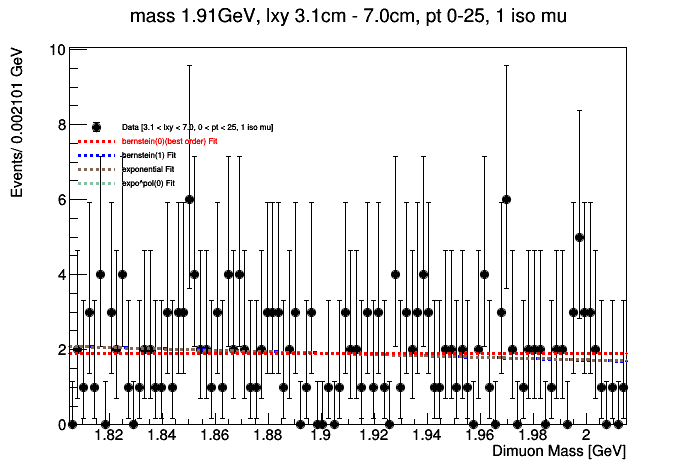 mass 1.91GeV, lxy 3.1cm - 7.0cm, pt 0-25, 1 iso mu
Events/ 0.002101 GeV
10
8
6
4
2
0
Data [3.1 < lxy < 7.0, 0 < pt < 25, 1 iso mu]
bernstein(0)(best order) Fit
bernstein(1) Fit
exponential Fit
expo*pol(0) Fit
1.82 1.84 1.86 1.88 1.9 1.92 1.94 1.96 1.98 2
Dimuon Mass [GeV]